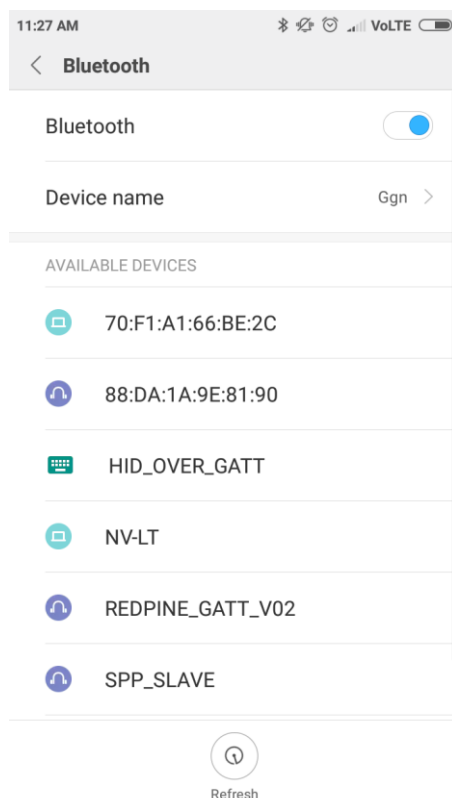 11:27 AM VoLTE
Bluetooth
Bluetooth
Device name Ggn
AVAILABLE DEVICES
70:F1:A1:66:BE:2C
88:DA:1A:9E:81:90
HID_OVER_GATT
NV-LT
REDPINE_GATT_V02
SPP_SLAVE
Refresh